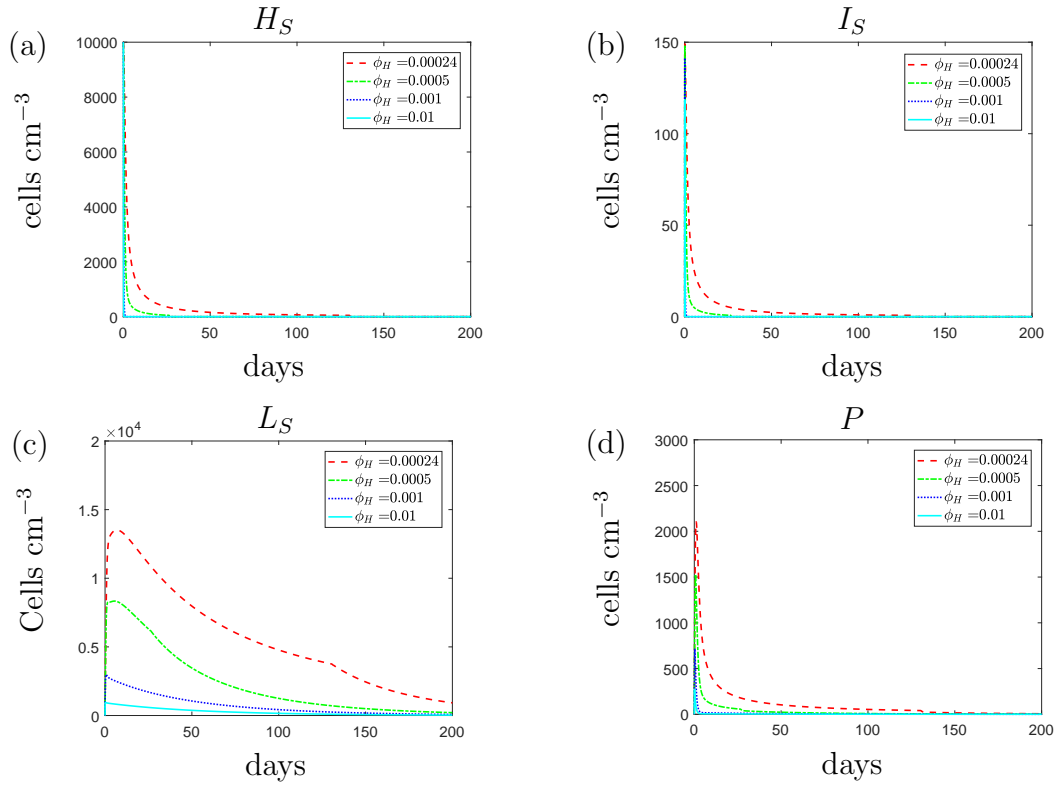 (a)
H_S
cells cm⁻³
10000
8000
6000
4000
2000
0
0 50 100 150 200
days
ϕ_H =0.00024
ϕ_H =0.0005
ϕ_H =0.001
ϕ_H =0.01
(b)
I_S
cells cm⁻³
150
100
50
0
0 50 100 150 200
days
ϕ_H =0.00024
ϕ_H =0.0005
ϕ_H =0.001
ϕ_H =0.01
(c)
L_S
×10⁴
Cells cm⁻³
2
1.5
1
0.5
0
0 50 100 150 200
days
ϕ_H =0.00024
ϕ_H =0.0005
ϕ_H =0.001
ϕ_H =0.01
(d)
P
cells cm⁻³
3000
2500
2000
1500
1000
500
0
0 50 100 150 200
days
ϕ_H =0.00024
ϕ_H =0.0005
ϕ_H =0.001
ϕ_H =0.01